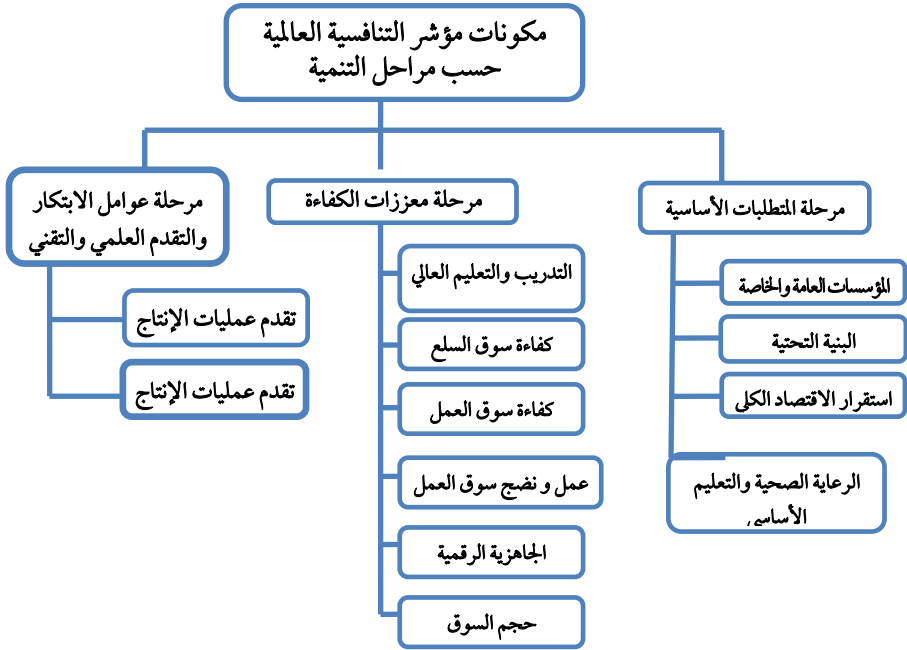 مكونات مؤشر التنافسية العالمية
حسب مراحل التنمية
مرحلة المتطلبات الأساسية
المؤسسات العامة والخاصة
البنية التحتية
استقرار الاقتصاد الكلى
الرعاية الصحية والتعليم
الأساسى
مرحلة معززات الكفاءة
التدريب والتعليم العالي
كفاءة سوق السلع
كفاءة سوق العمل
عمل و نضج سوق العمل
الجاهزية الرقمية
حجم السوق
مرحلة عوامل الابتكار
والتقدم العلمي والتقني
تقدم عمليات الإنتاج
تقدم عمليات الإنتاج